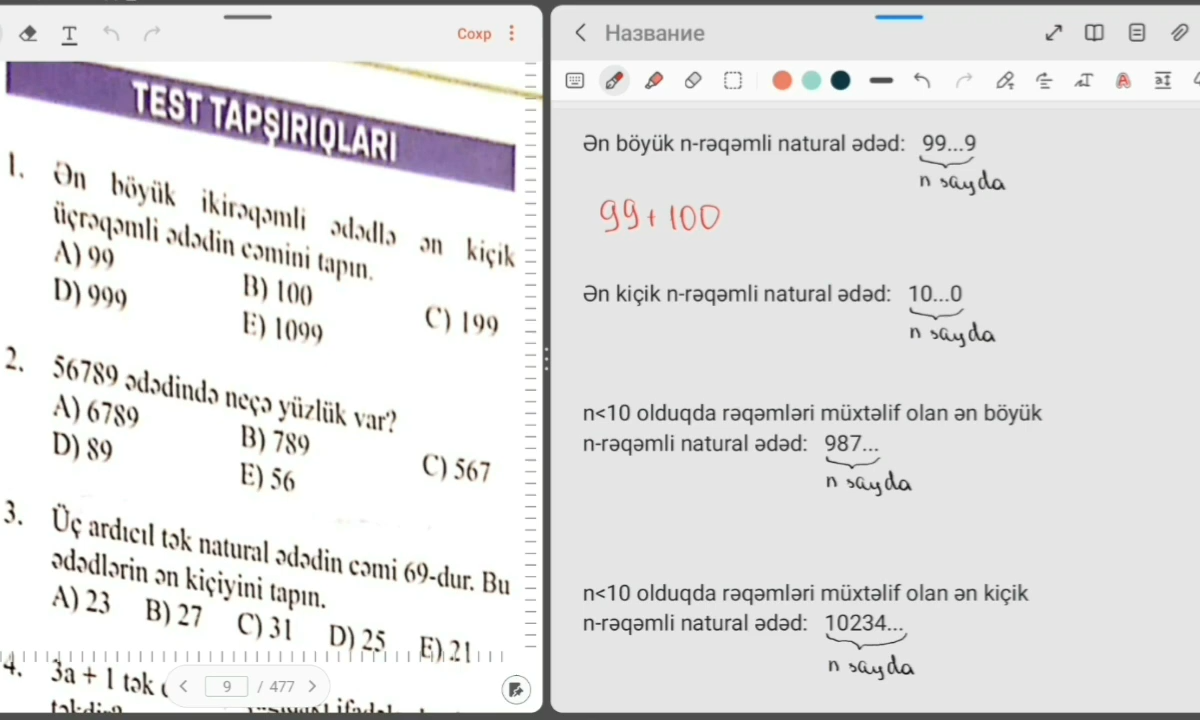 T
Сохр
TEST TAPŞIRIQLARI
1. Ən böyük ikirəqəmli ədədlə ən kiçik
üçrəqəmli ədədin cəmini tapın.
A) 99 B) 100 C) 199
D) 999 E) 1099
2. 56789 ədədində neçə yüzlük var?
A) 6789 B) 789 C) 567
D) 89 E) 56
3. Üç ardıcıl tək natural ədədin cəmi 69-dur. Bu
ədədlərin ən kiçiyini tapın.
A) 23 B) 27 C) 31 D) 25 E) 21
4. 3a + 1 tək
9 / 477
Название
Ən böyük n-rəqəmli natural ədəd: 99...9
n sayda
99 + 100
Ən kiçik n-rəqəmli natural ədəd: 10...0
n sayda
n<10 olduqda rəqəmləri müxtəlif olan ən böyük
n-rəqəmli natural ədəd: 987...
n sayda
n<10 olduqda rəqəmləri müxtəlif olan ən kiçik
n-rəqəmli natural ədəd: 10234...
n sayda